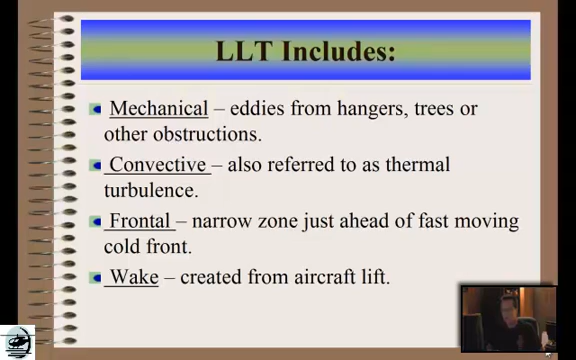 LLT Includes:
Mechanical – eddies from hangers, trees or
other obstructions.
Convective – also referred to as thermal
turbulence.
Frontal – narrow zone just ahead of fast moving
cold front.
Wake – created from aircraft lift.